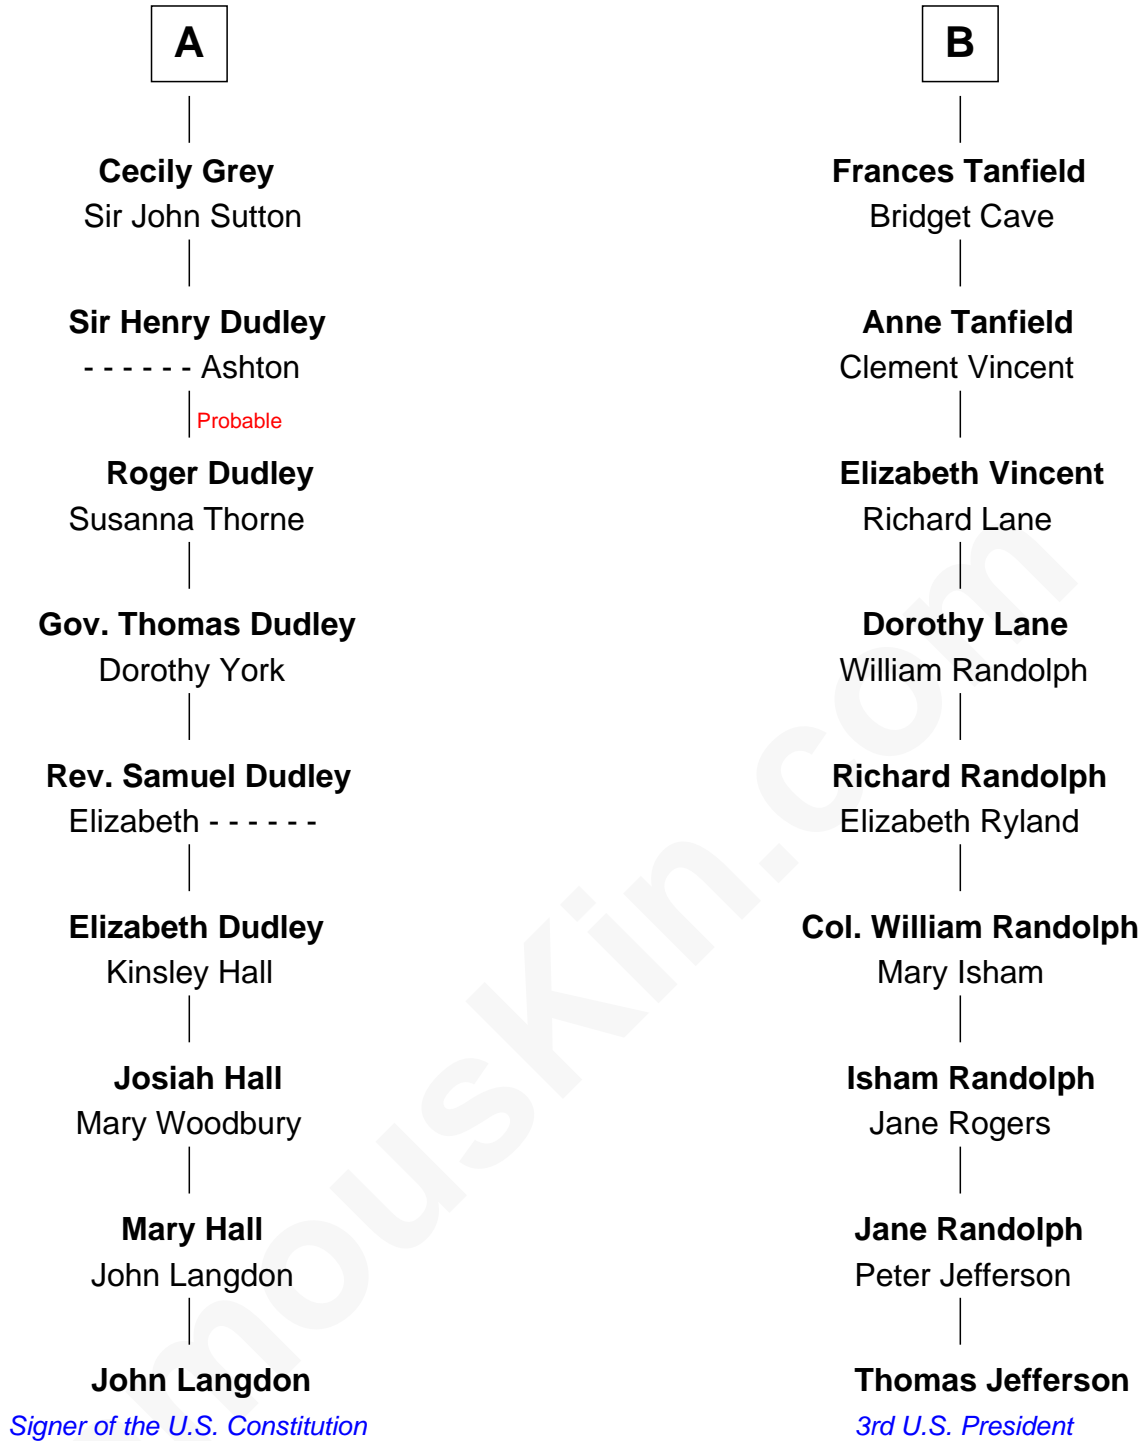 A
Cecily Grey
Sir John Sutton
Sir Henry Dudley
- - - - - - Ashton
Probable
Roger Dudley
Susanna Thorne
Gov. Thomas Dudley
Dorothy York
Rev. Samuel Dudley
Elizabeth - - - - - -
Elizabeth Dudley
Kinsley Hall
Josiah Hall
Mary Woodbury
Mary Hall
John Langdon
John Langdon
Signer of the U.S. Constitution
B
Frances Tanfield
Bridget Cave
Anne Tanfield
Clement Vincent
Elizabeth Vincent
Richard Lane
Dorothy Lane
William Randolph
Richard Randolph
Elizabeth Ryland
Col. William Randolph
Mary Isham
Isham Randolph
Jane Rogers
Jane Randolph
Peter Jefferson
Thomas Jefferson
3rd U.S. President
mouskin.com